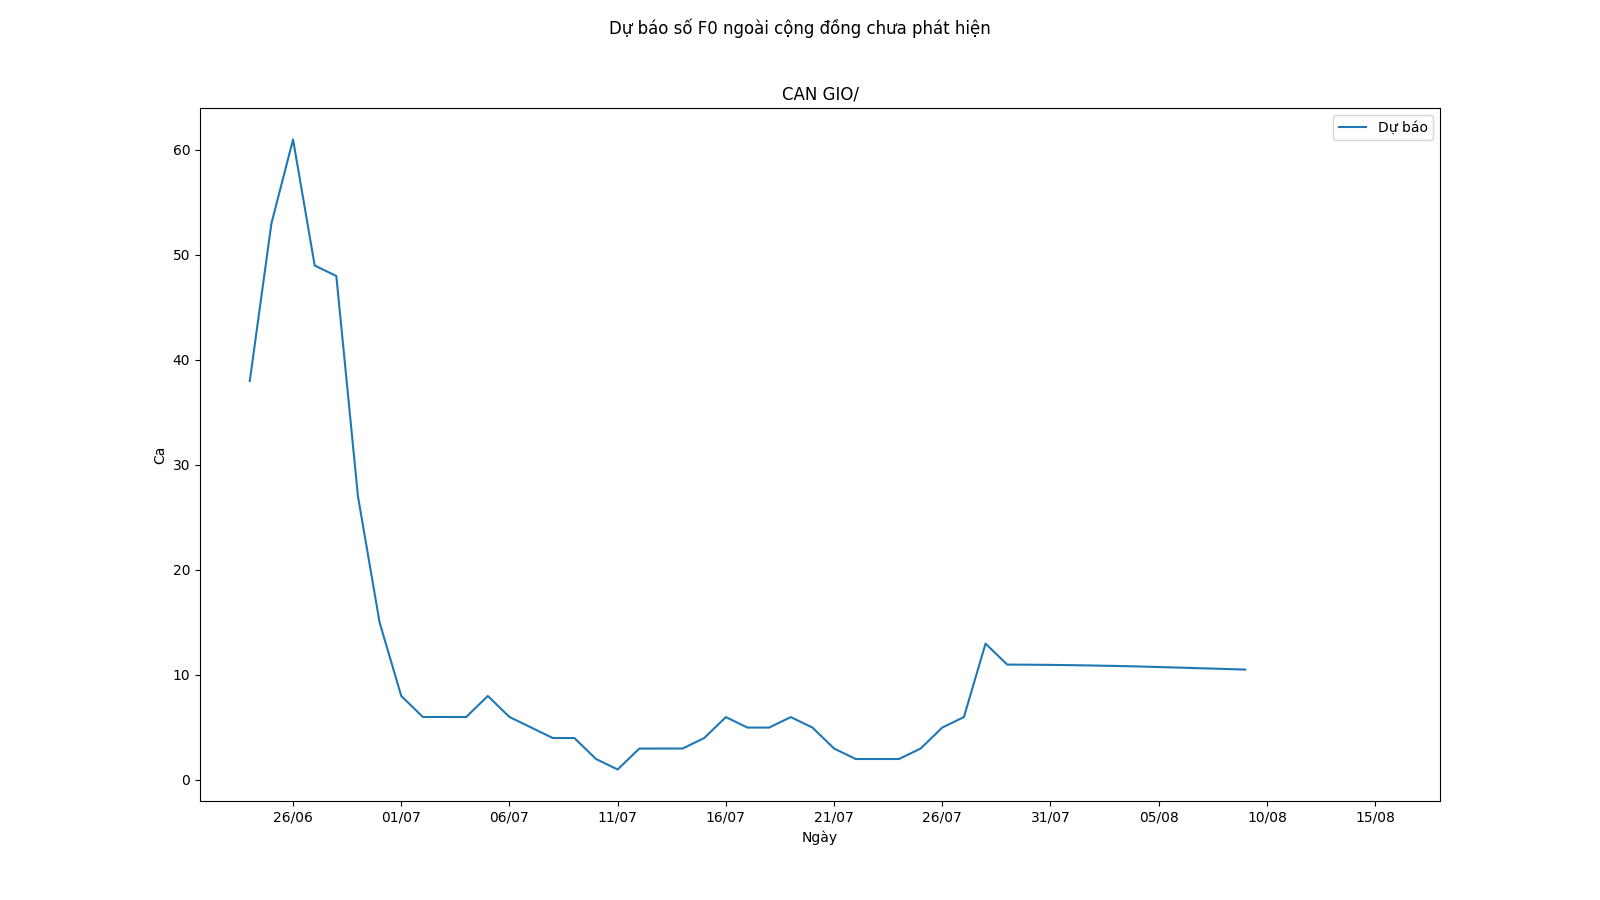 Dự báo số F0 ngoài cộng đồng chưa phát hiện
CAN GIO/
Dự báo
60
50
40
30
20
10
0
Ca
26/06 01/07 06/07 11/07 16/07 21/07 26/07 31/07 05/08 10/08 15/08
Ngày